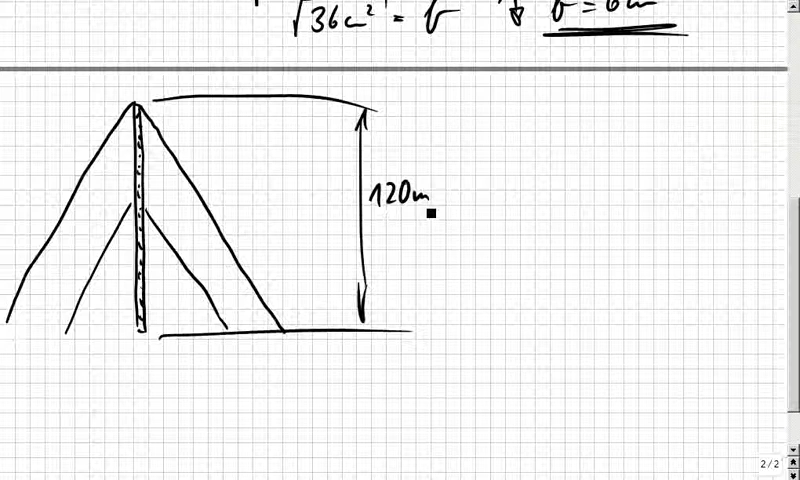 √36cm² = b ⇓ b = 6cm
120m
2/2